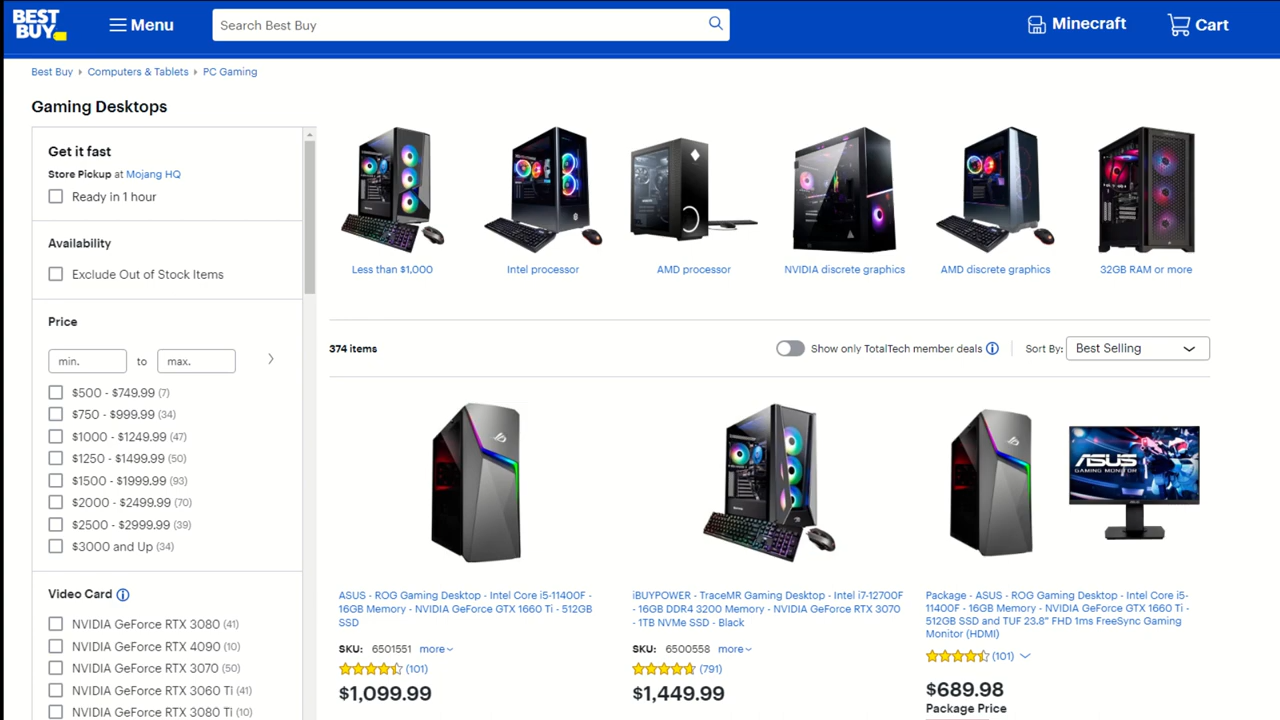 BEST
BUY
Menu
Search Best Buy
Minecraft
Cart
Best Buy
Computers & Tablets
PC Gaming
Gaming Desktops
Get it fast
Store Pickup at Mojang HQ
Ready in 1 hour
Availability
Exclude Out of Stock Items
Price
min.
to
max.
$500 - $749.99 (7)
$750 - $999.99 (34)
$1000 - $1249.99 (47)
$1250 - $1499.99 (50)
$1500 - $1999.99 (93)
$2000 - $2499.99 (70)
$2500 - $2999.99 (39)
$3000 and Up (34)
Video Card
NVIDIA GeForce RTX 3080 (41)
NVIDIA GeForce RTX 4090 (10)
NVIDIA GeForce RTX 3070 (50)
NVIDIA GeForce RTX 3060 Ti (41)
NVIDIA GeForce RTX 3080 Ti (10)
Less than $1,000
Intel processor
AMD processor
NVIDIA discrete graphics
AMD discrete graphics
32GB RAM or more
374 items
Show only TotalTech member deals
Sort By:
Best Selling
ASUS - ROG Gaming Desktop - Intel Core i5-11400F -
16GB Memory - NVIDIA GeForce GTX 1660 Ti - 512GB
SSD
SKU: 6501551 more
(101)
$1,099.99
iBUYPOWER - TraceMR Gaming Desktop - Intel i7-12700F
- 16GB DDR4 3200 Memory - NVIDIA GeForce RTX 3070
- 1TB NVMe SSD - Black
SKU: 6500558 more
(791)
$1,449.99
ASUS
GAMING MONITOR
Package - ASUS - ROG Gaming Desktop - Intel Core i5-
11400F - 16GB Memory - NVIDIA GeForce GTX 1660 Ti -
512GB SSD and TUF 23.8" FHD 1ms FreeSync Gaming
Monitor (HDMI)
(101)
$689.98
Package Price